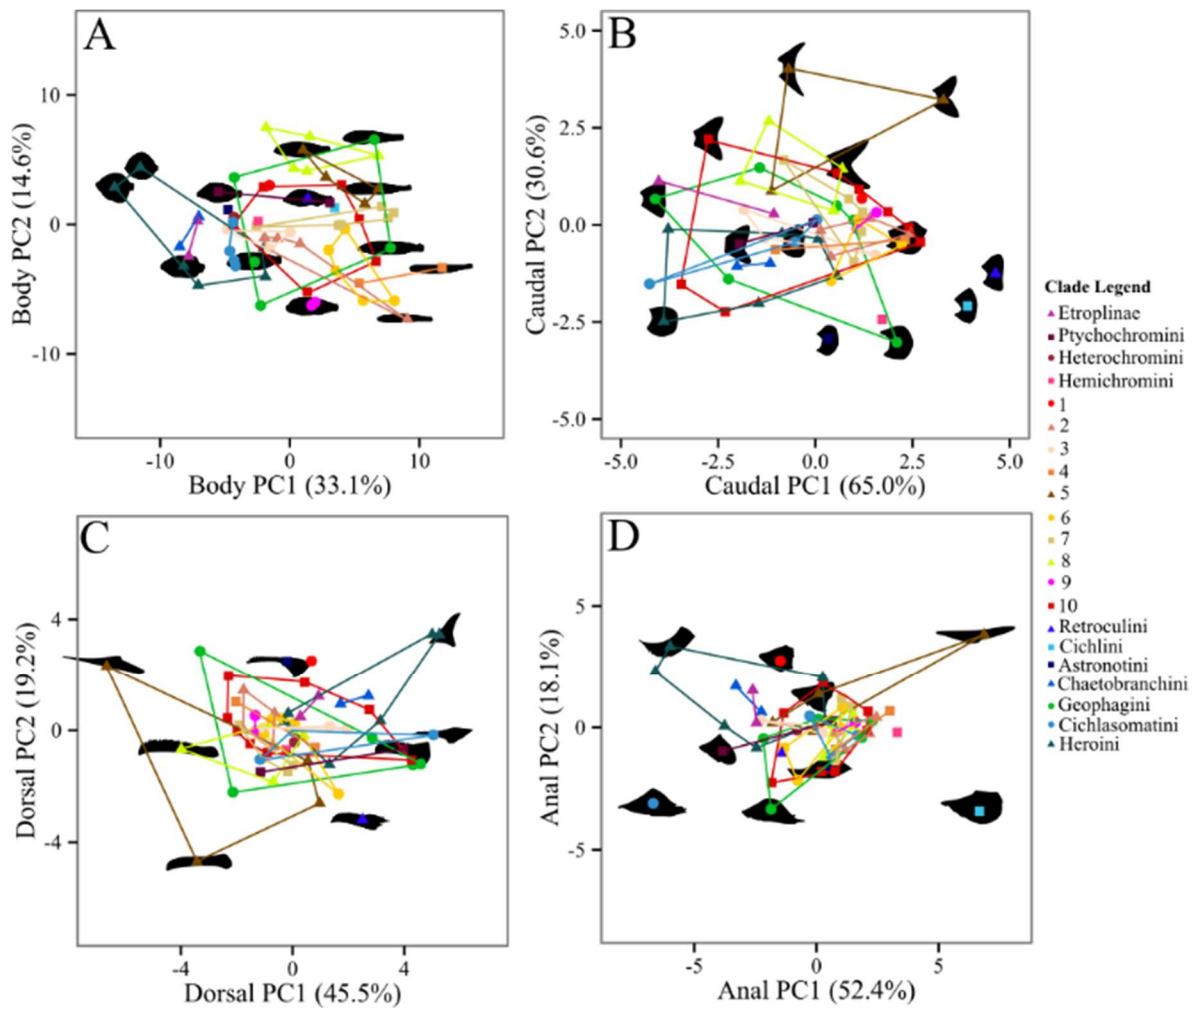 A
10
0
-10
Body PC2 (14.6%)
-10
0
10
Body PC1 (33.1%)
B
5.0
2.5
0.0
-2.5
-5.0
Caudal PC2 (30.6%)
-5.0
-2.5
0.0
2.5
5.0
Caudal PC1 (65.0%)
C
4
0
-4
Dorsal PC2 (19.2%)
-4
0
4
Dorsal PC1 (45.5%)
D
5
0
-5
Anal PC2 (18.1%)
-5
0
5
Anal PC1 (52.4%)
Clade Legend
Etroplinae
Ptychochromini
Heterochromini
Hemichromini
1
2
3
4
5
6
7
8
9
10
Retroculini
Cichlini
Astronotini
Chaetobranchini
Geophagini
Cichlasomatini
Heroini